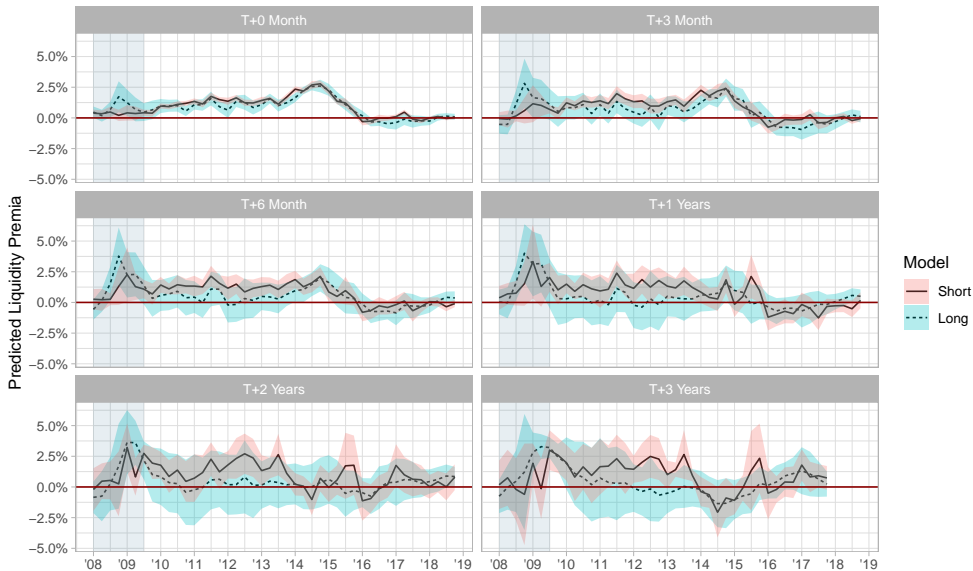 T+0 Month
T+3 Month
5.0%
2.5%
0.0%
−2.5%
−5.0%
T+6 Month
T+1 Years
5.0%
2.5%
0.0%
−2.5%
−5.0%
T+2 Years
T+3 Years
5.0%
2.5%
0.0%
−2.5%
−5.0%
'08 '09 '10 '11 '12 '13 '14 '15 '16 '17 '18 '19
'08 '09 '10 '11 '12 '13 '14 '15 '16 '17 '18 '19
Predicted Liquidity Premia
Model
Short
Long